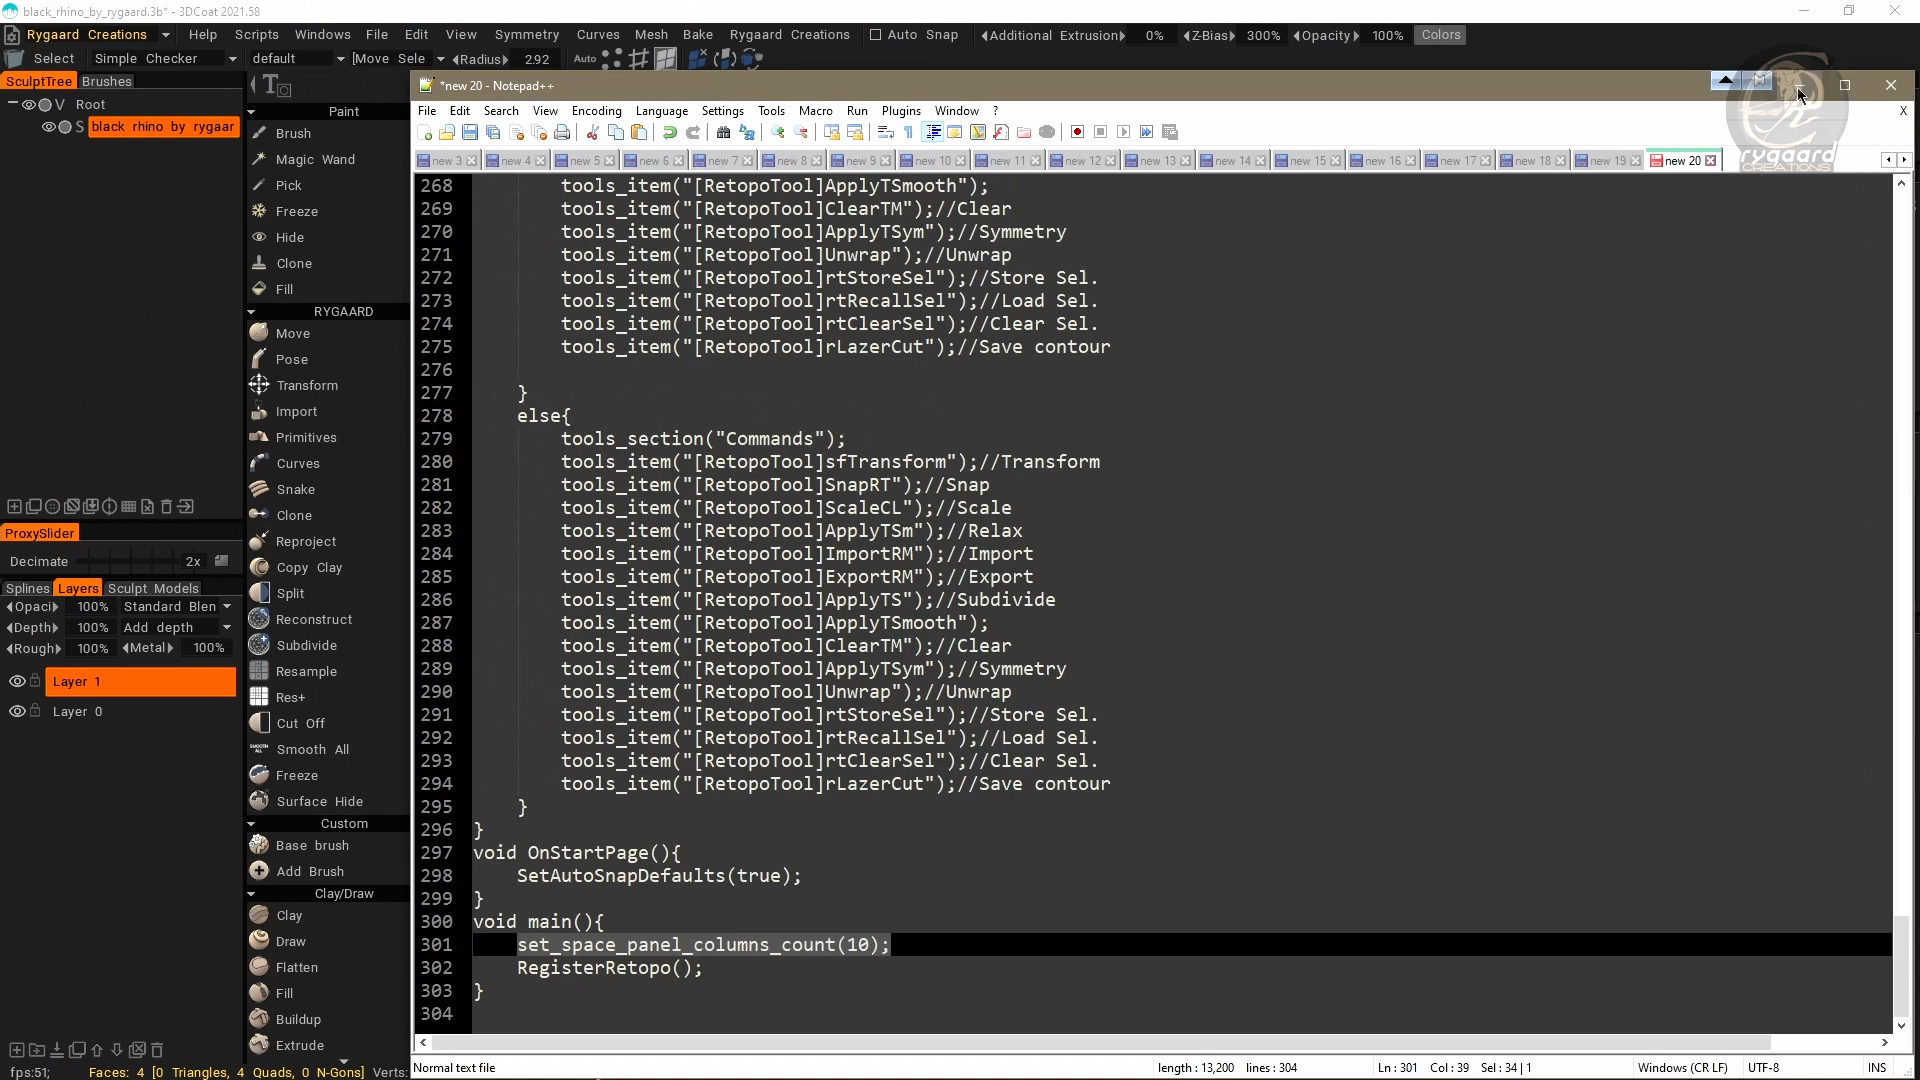 black_rhino_by_rygaard.3b* - 3DCoat 2021.58
Rygaard Creations Help Scripts Windows File Edit View Symmetry Curves Mesh Bake Rygaard Creations Auto Snap Additional Extrusion 0% Z-Bias 300% Opacity 100% Colors
Select Simple Checker default [Move Sele Radius 2.92 Auto
SculptTree Brushes
V Root
S black rhino by rygaar
ProxySlider
Decimate 2x
Splines Layers Sculpt Models
Opaci 100% Standard Blen
Depth 100% Add depth
Rough 100% Metal 100%
Layer 1
Layer 0
fps:51; Faces: 4 [0 Triangles, 4 Quads, 0 N-Gons] Verts:
Paint
Brush
Magic Wand
Pick
Freeze
Hide
Clone
Fill
RYGAARD
Move
Pose
Transform
Import
Primitives
Curves
Snake
Clone
Reproject
Copy Clay
Split
Reconstruct
Subdivide
Resample
Res+
Cut Off
Smooth All
Freeze
Surface Hide
Custom
Base brush
Add Brush
Clay/Draw
Clay
Draw
Flatten
Fill
Buildup
Extrude
*new 20 - Notepad++
File Edit Search View Encoding Language Settings Tools Macro Run Plugins Window ? X
new 3 new 4 new 5 new 6 new 7 new 8 new 9 new 10 new 11 new 12 new 13 new 14 new 15 new 16 new 17 new 18 new 19 new 20
rygaard
CREATIONS
268 tools_item("[RetopoTool]ApplyTSmooth");
269 tools_item("[RetopoTool]ClearTM");//Clear
270 tools_item("[RetopoTool]ApplyTSym");//Symmetry
271 tools_item("[RetopoTool]Unwrap");//Unwrap
272 tools_item("[RetopoTool]rtStoreSel");//Store Sel.
273 tools_item("[RetopoTool]rtRecallSel");//Load Sel.
274 tools_item("[RetopoTool]rtClearSel");//Clear Sel.
275 tools_item("[RetopoTool]rLazerCut");//Save contour
276
277 }
278 else{
279 tools_section("Commands");
280 tools_item("[RetopoTool]sfTransform");//Transform
281 tools_item("[RetopoTool]SnapRT");//Snap
282 tools_item("[RetopoTool]ScaleCL");//Scale
283 tools_item("[RetopoTool]ApplyTSm");//Relax
284 tools_item("[RetopoTool]ImportRM");//Import
285 tools_item("[RetopoTool]ExportRM");//Export
286 tools_item("[RetopoTool]ApplyTS");//Subdivide
287 tools_item("[RetopoTool]ApplyTSmooth");
288 tools_item("[RetopoTool]ClearTM");//Clear
289 tools_item("[RetopoTool]ApplyTSym");//Symmetry
290 tools_item("[RetopoTool]Unwrap");//Unwrap
291 tools_item("[RetopoTool]rtStoreSel");//Store Sel.
292 tools_item("[RetopoTool]rtRecallSel");//Load Sel.
293 tools_item("[RetopoTool]rtClearSel");//Clear Sel.
294 tools_item("[RetopoTool]rLazerCut");//Save contour
295 }
296 }
297 void OnStartPage(){
298 SetAutoSnapDefaults(true);
299 }
300 void main(){
301 set_space_panel_columns_count(10);
302 RegisterRetopo();
303 }
304
Normal text file length : 13,200 lines : 304 Ln : 301 Col : 39 Sel : 34 | 1 Windows (CR LF) UTF-8 INS